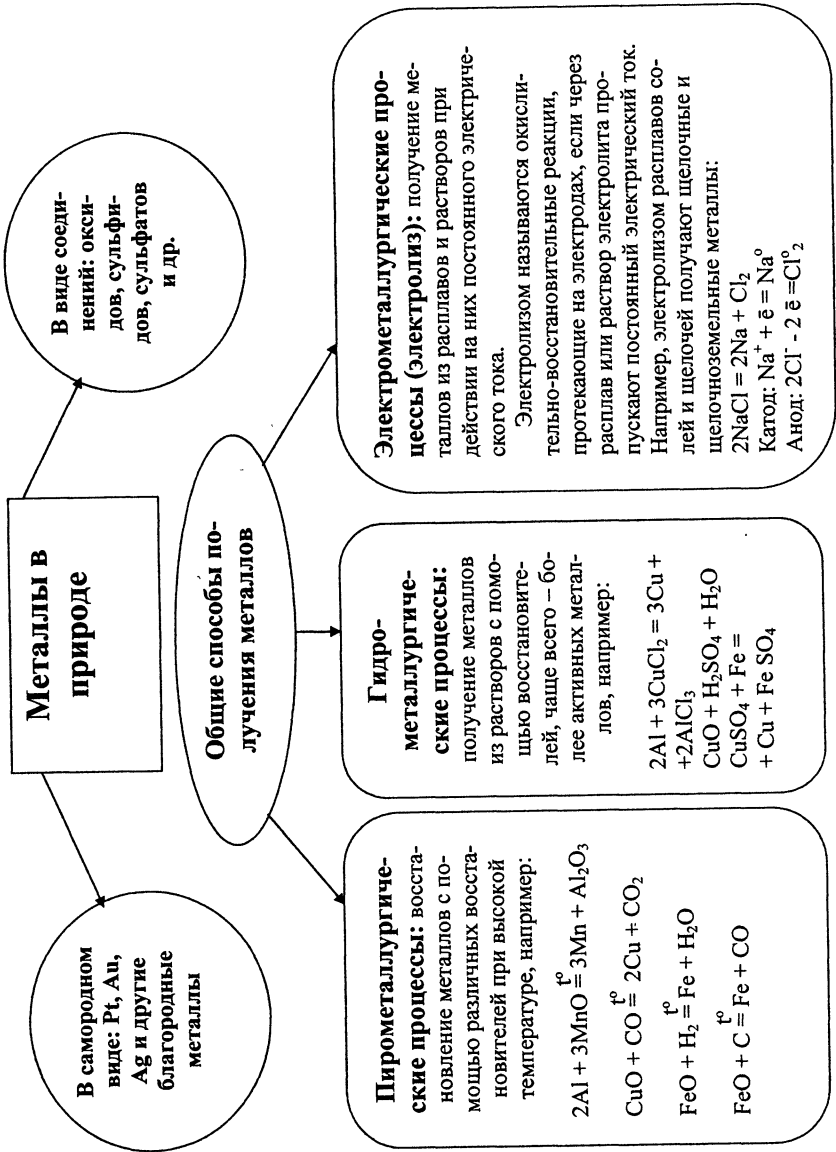 Металлы в
природе
В самородном
виде: Pt, Au,
Ag и другие
благородные
металлы
В виде соеди-
нений: окси-
дов, сульфи-
дов, сульфатов
и др.
Общие способы по-
лучения металлов
Пирометаллургиче-
ские процессы: восста-
новление металлов с по-
мощью различных восста-
новителей при высокой
температуре, например:
2Al + 3MnO t° = 3Mn + Al₂O₃
CuO + CO t° = 2Cu + CO₂
FeO + H₂ t° = Fe + H₂O
FeO + C t° = Fe + CO
Гидро-
металлургиче-
ские процессы:
получение металлов
из растворов с помо-
щью восстановите-
лей, чаще всего – бо-
лее активных метал-
лов, например:
2Al + 3CuCl₂ = 3Cu +
+2AlCl₃
CuO + H₂SO₄ + H₂O
CuSO₄ + Fe =
+ Cu + Fe SO₄
Электрометаллургические про-
цессы (электролиз): получение ме-
таллов из расплавов и растворов при
действии на них постоянного электриче-
ского тока.
Электролизом называются окисли-
тельно-восстановительные реакции,
протекающие на электродах, если через
расплав или раствор электролита про-
пускают постоянный электрический ток.
Например, электролизом расплавов со-
лей и щелочей получают щелочные и
щелочноземельные металлы:
2NaCl = 2Na + Cl₂
Катод: Na⁺ + ē = Na°
Анод: 2Cl⁻ - 2 ē =Cl°₂